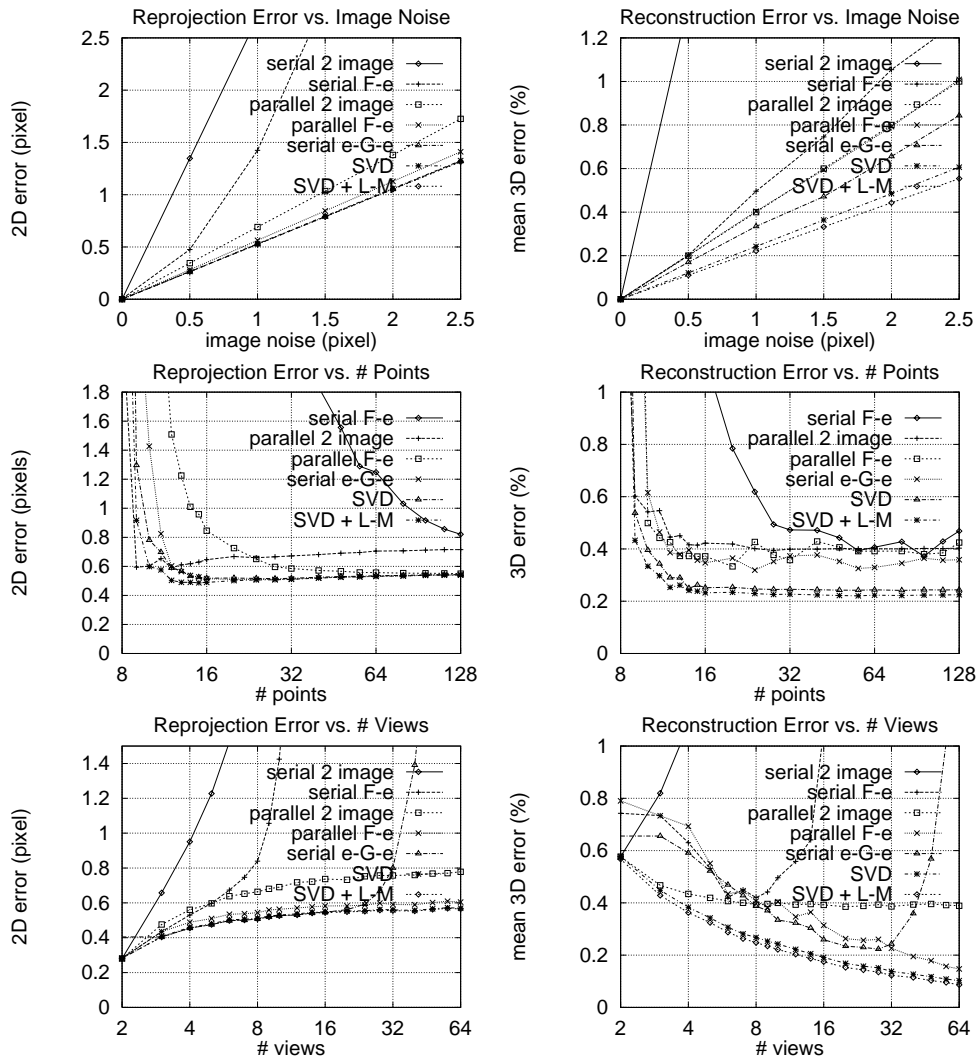 Reprojection Error vs. Image Noise
2D error (pixel)
2.5
2
1.5
1
0.5
0
serial 2 image
serial F-e
parallel 2 image
parallel F-e
serial e-G-e
SVD
SVD + L-M
0 0.5 1 1.5 2 2.5
image noise (pixel)
Reconstruction Error vs. Image Noise
mean 3D error (%)
1.2
1
0.8
0.6
0.4
0.2
0
serial 2 image
serial F-e
parallel 2 image
parallel F-e
serial e-G-e
SVD
SVD + L-M
0 0.5 1 1.5 2 2.5
image noise (pixel)
Reprojection Error vs. # Points
2D error (pixels)
1.8
1.6
1.4
1.2
1
0.8
0.6
0.4
0.2
0
serial F-e
parallel 2 image
parallel F-e
serial e-G-e
SVD
SVD + L-M
8 16 32 64 128
# points
Reconstruction Error vs. # Points
3D error (%)
1
0.8
0.6
0.4
0.2
0
serial F-e
parallel 2 image
parallel F-e
serial e-G-e
SVD
SVD + L-M
8 16 32 64 128
# points
Reprojection Error vs. # Views
2D error (pixel)
1.4
1.2
1
0.8
0.6
0.4
0.2
0
serial 2 image
serial F-e
parallel 2 image
parallel F-e
serial e-G-e
SVD
SVD + L-M
2 4 8 16 32 64
# views
Reconstruction Error vs. # Views
mean 3D error (%)
1
0.8
0.6
0.4
0.2
0
serial 2 image
serial F-e
parallel 2 image
parallel F-e
serial e-G-e
SVD
SVD + L-M
2 4 8 16 32 64
# views